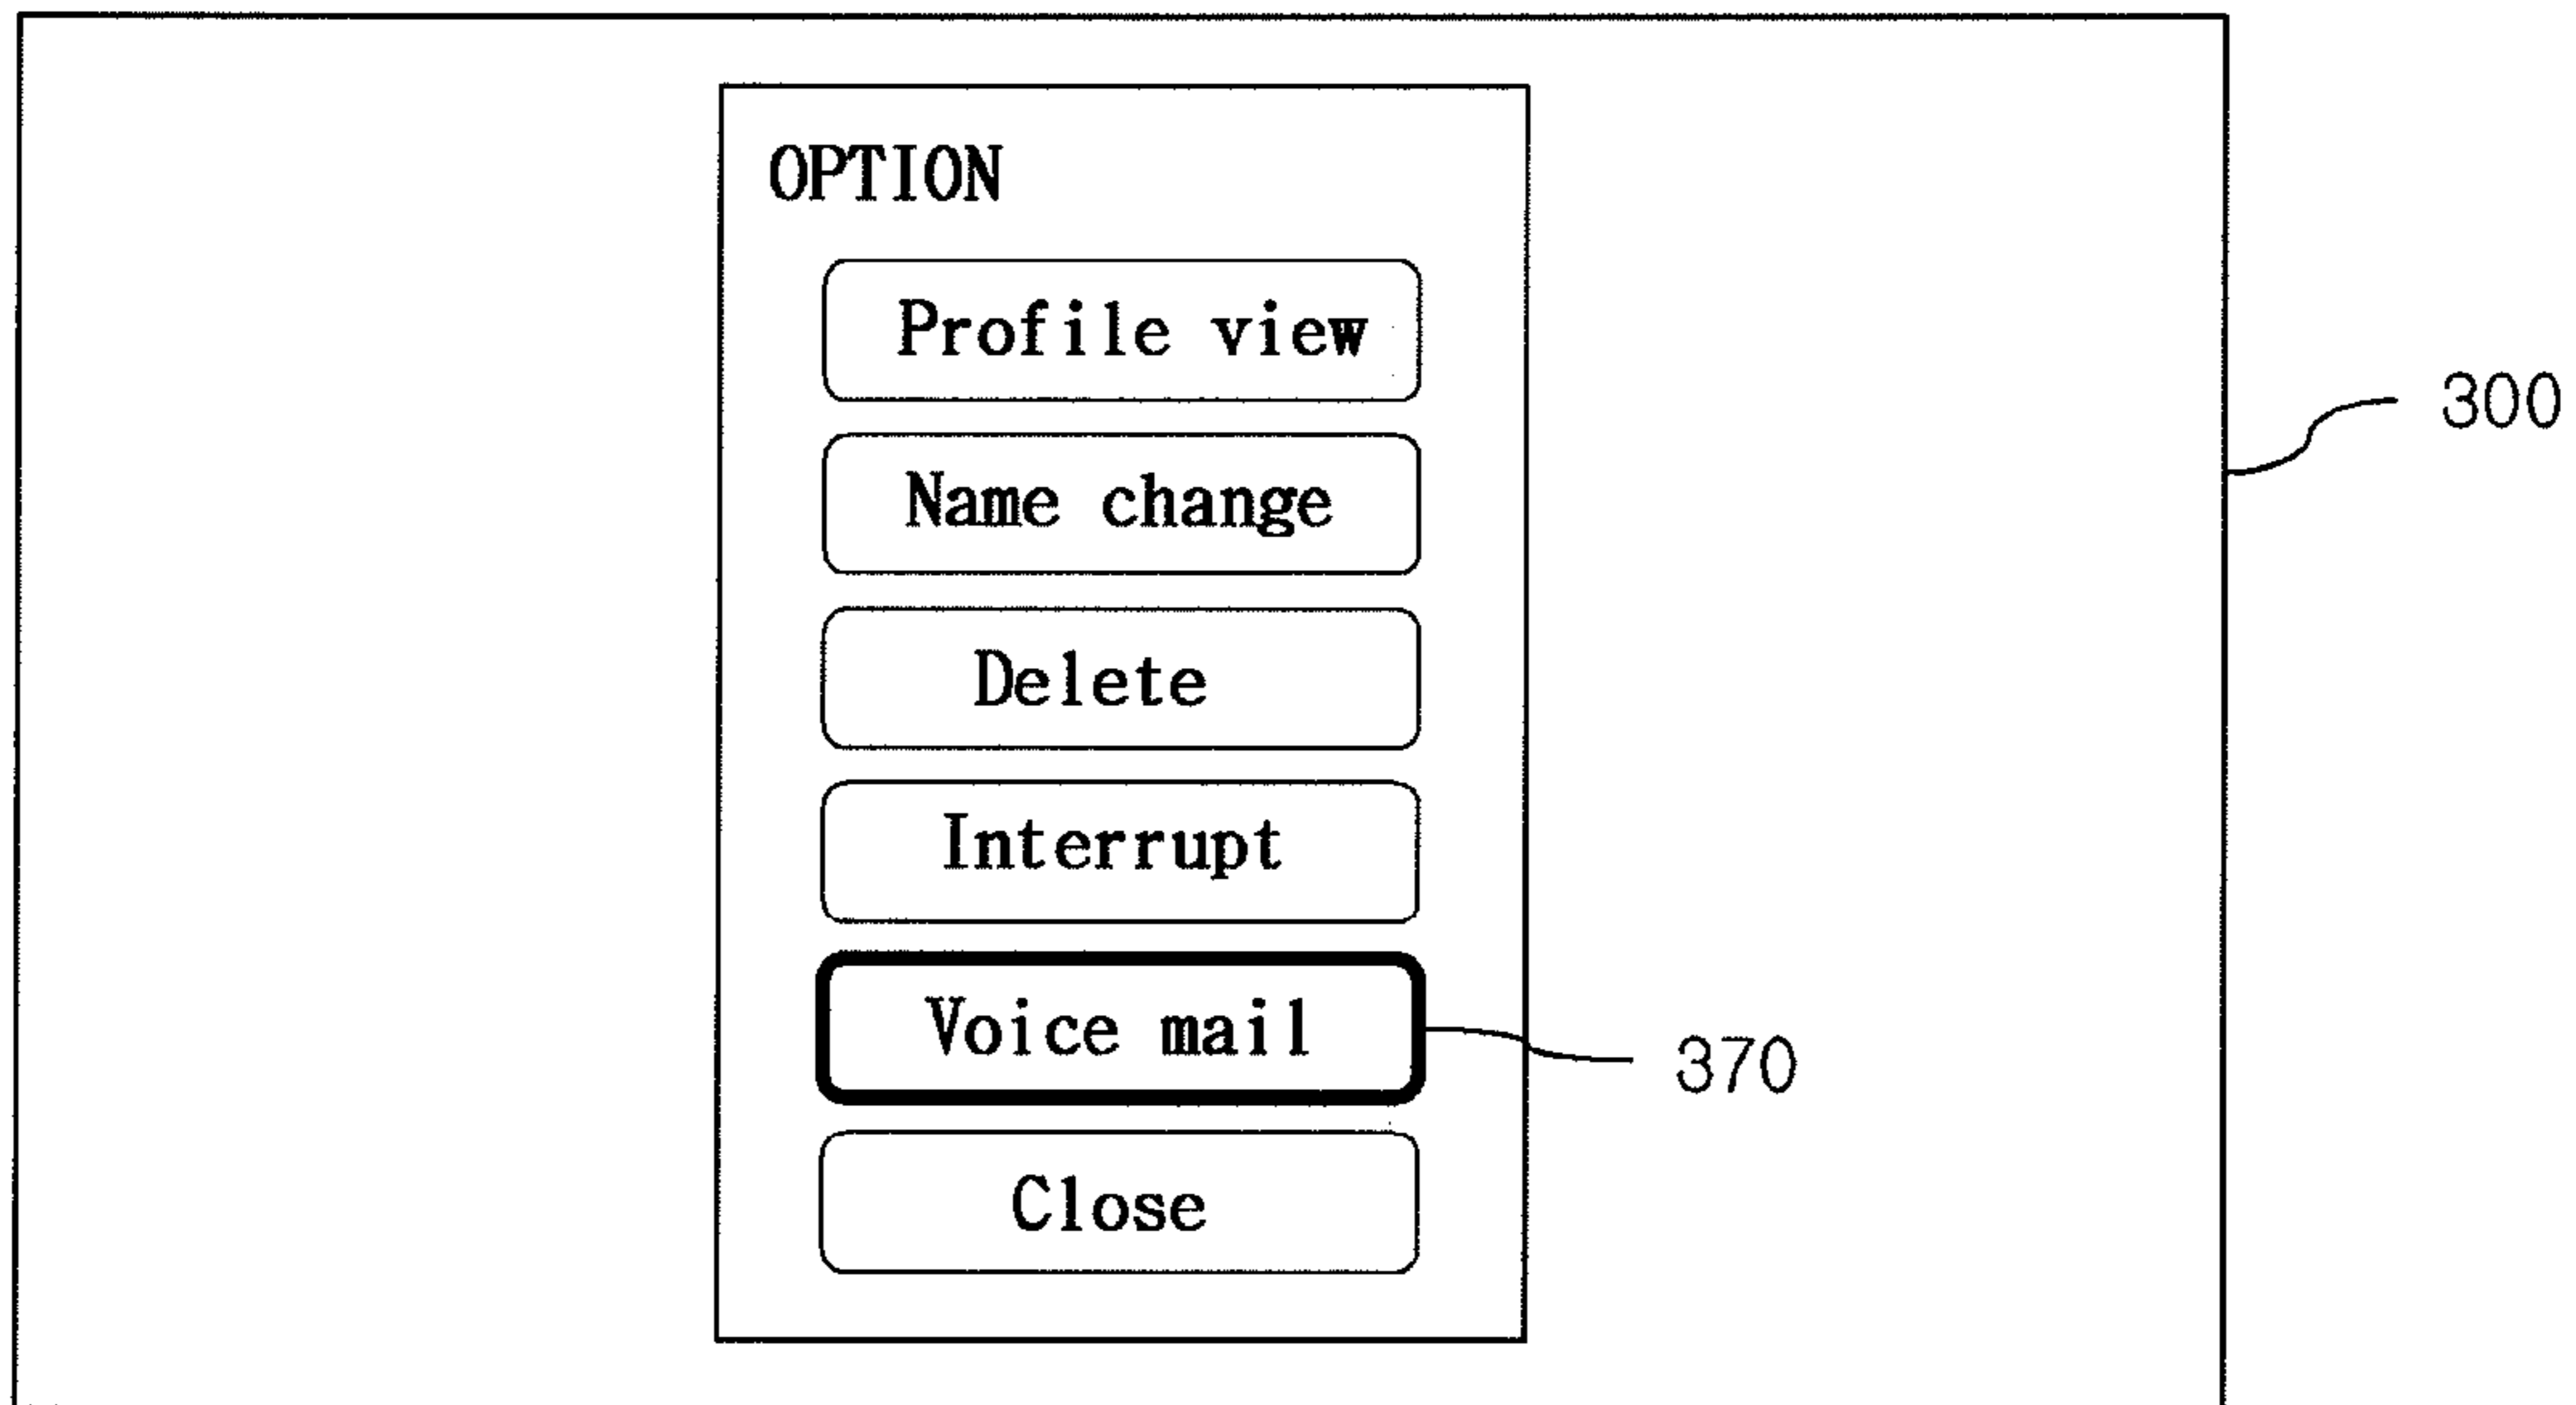 OPTION
Profile view
300
Name change
Delete
Interrupt
Voice mail
370
Close